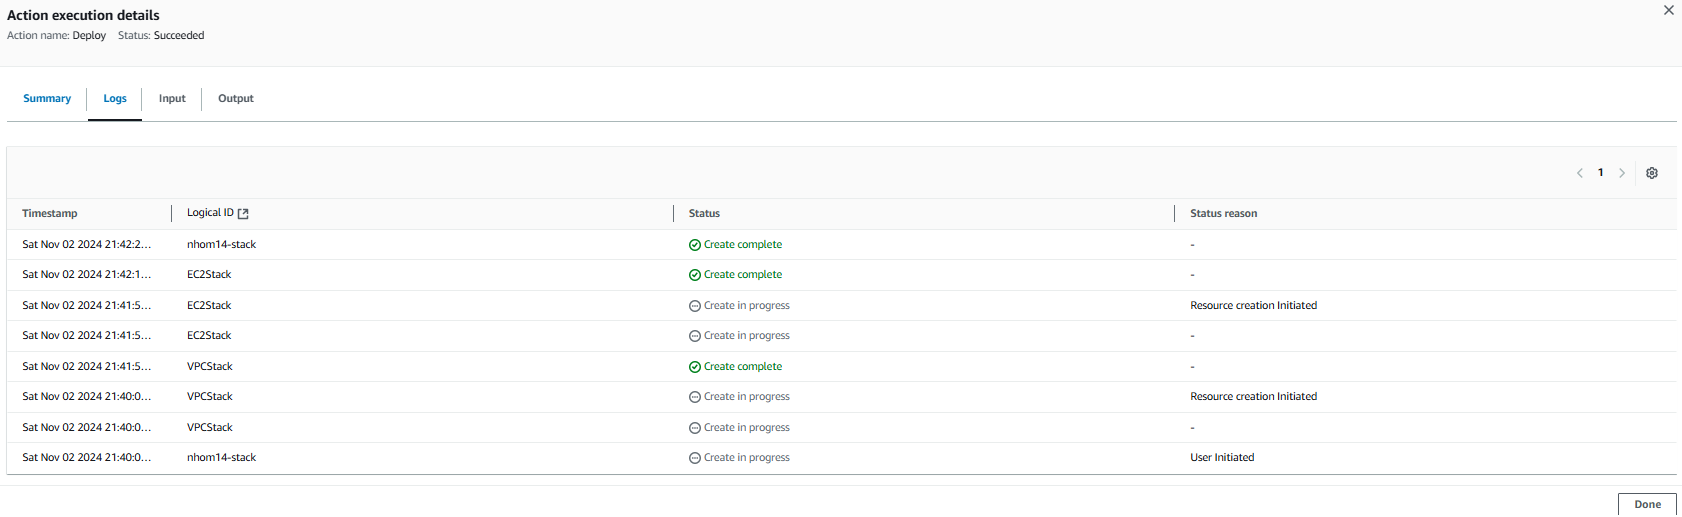 Action execution details
Action name: Deploy Status: Succeeded
Summary Logs Input Output
1
Timestamp Logical ID Status Status reason
Sat Nov 02 2024 21:42:2... nhom14-stack Create complete -
Sat Nov 02 2024 21:42:1... EC2Stack Create complete -
Sat Nov 02 2024 21:41:5... EC2Stack Create in progress Resource creation Initiated
Sat Nov 02 2024 21:41:5... EC2Stack Create in progress -
Sat Nov 02 2024 21:41:5... VPCStack Create complete -
Sat Nov 02 2024 21:40:0... VPCStack Create in progress Resource creation Initiated
Sat Nov 02 2024 21:40:0... VPCStack Create in progress -
Sat Nov 02 2024 21:40:0... nhom14-stack Create in progress User Initiated
Done